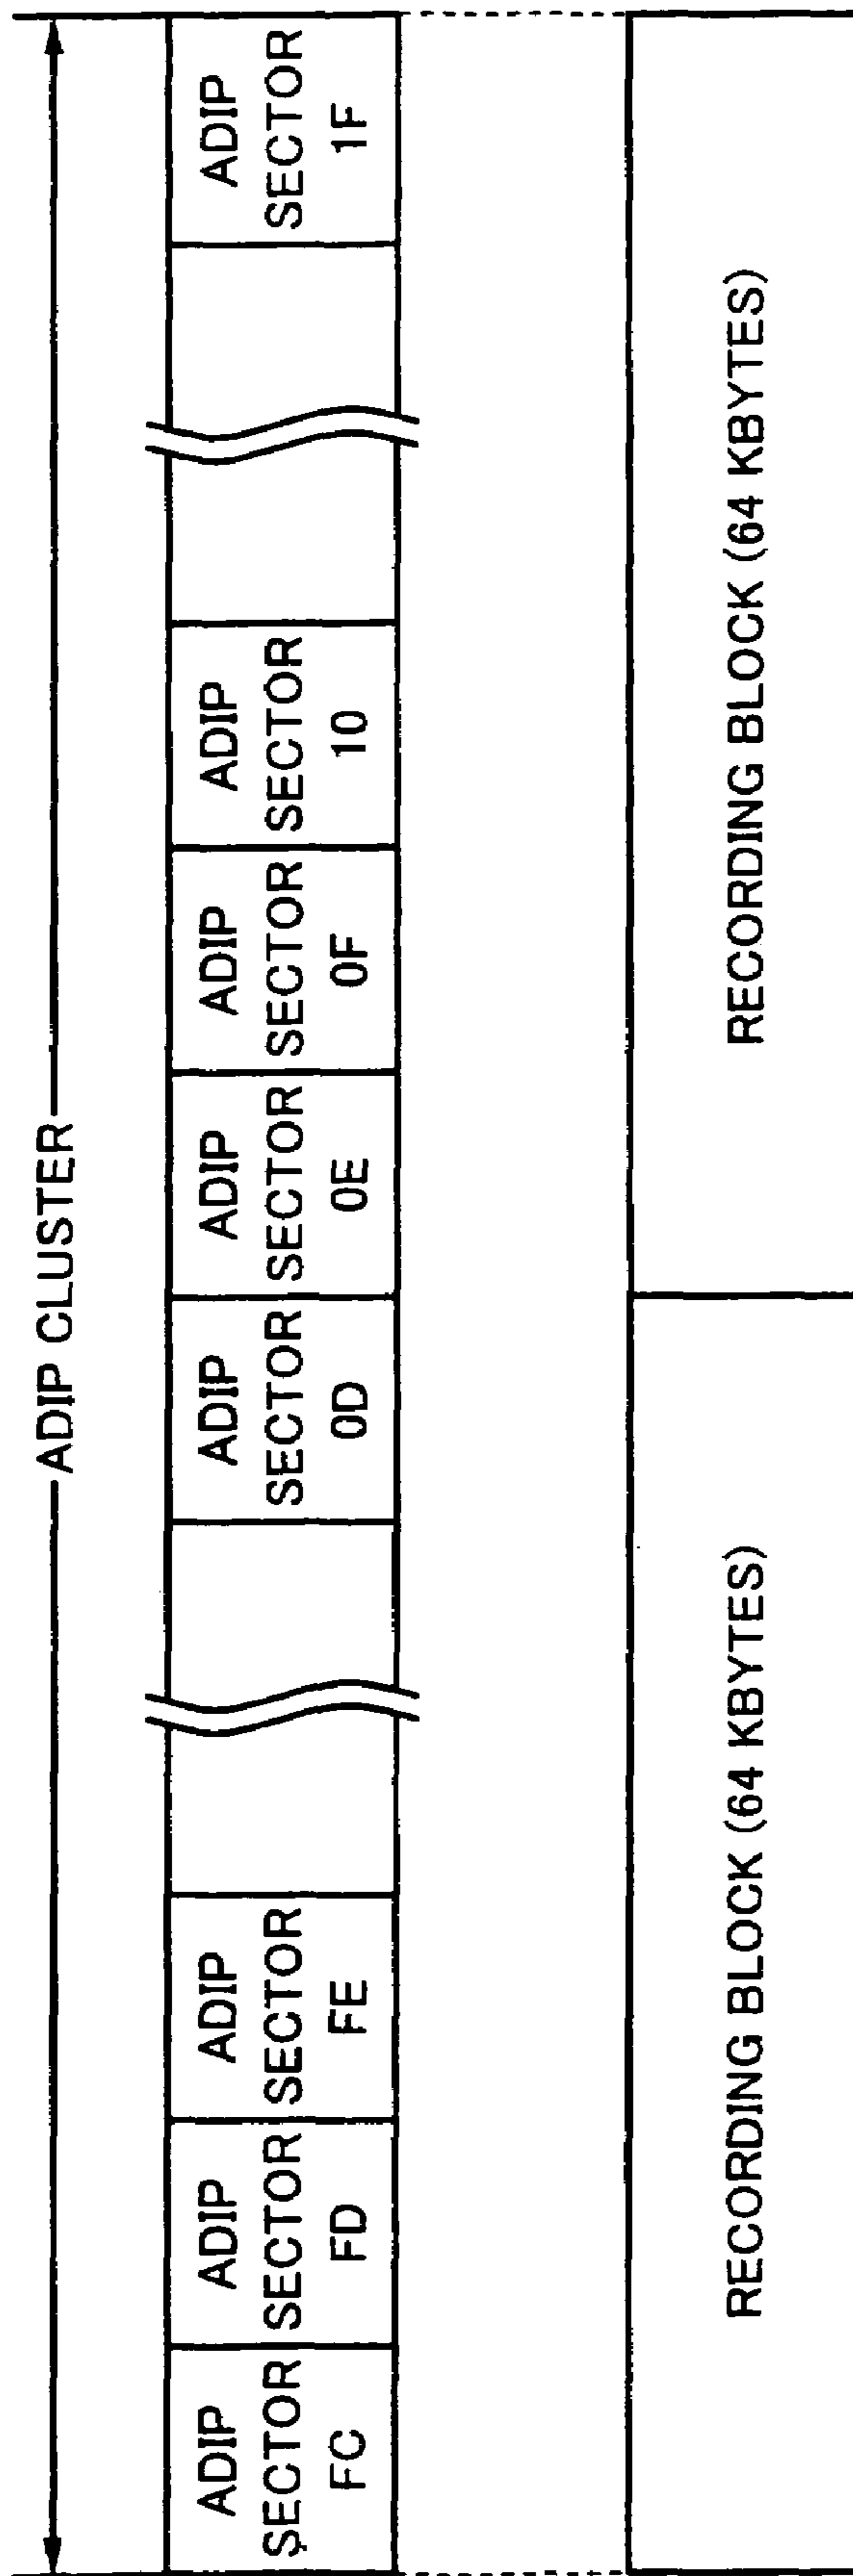 ADIP CLUSTER
ADIP
SECTOR
FC
ADIP
SECTOR
FD
ADIP
SECTOR
FE
ADIP
SECTOR
0D
ADIP
SECTOR
0E
ADIP
SECTOR
0F
ADIP
SECTOR
10
ADIP
SECTOR
1F
RECORDING BLOCK (64 KBYTES)
RECORDING BLOCK (64 KBYTES)